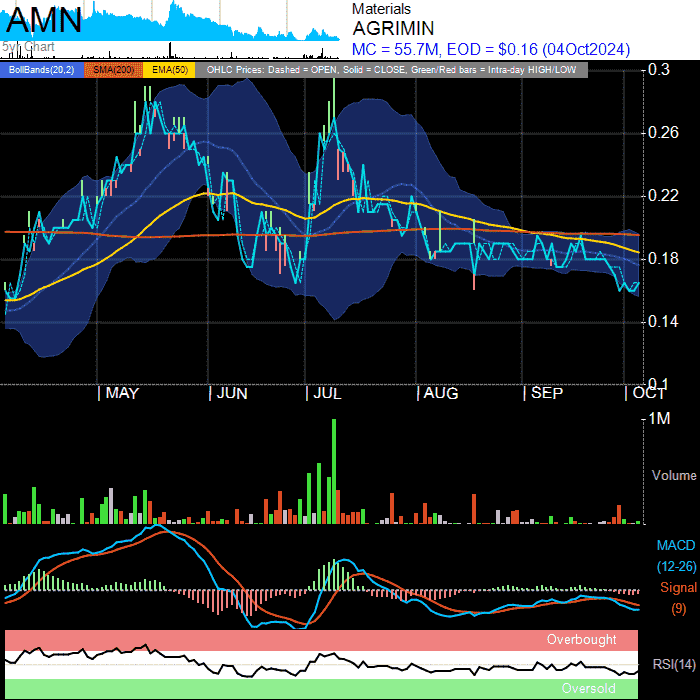 AMN
5yr Chart
Materials
AGRIMIN
MC = 55.7M, EOD = $0.16 (04Oct2024)
BollBands(20,2) SMA(200) EMA(50) OHLC Prices: Dashed = OPEN, Solid = CLOSE, Green/Red bars = Intra-day HIGH/LOW
0.3
0.26
0.22
0.18
0.14
0.1
MAY JUN JUL AUG SEP OCT
1M
Volume
MACD
(12-26)
Signal
(9)
Overbought
RSI(14)
Oversold